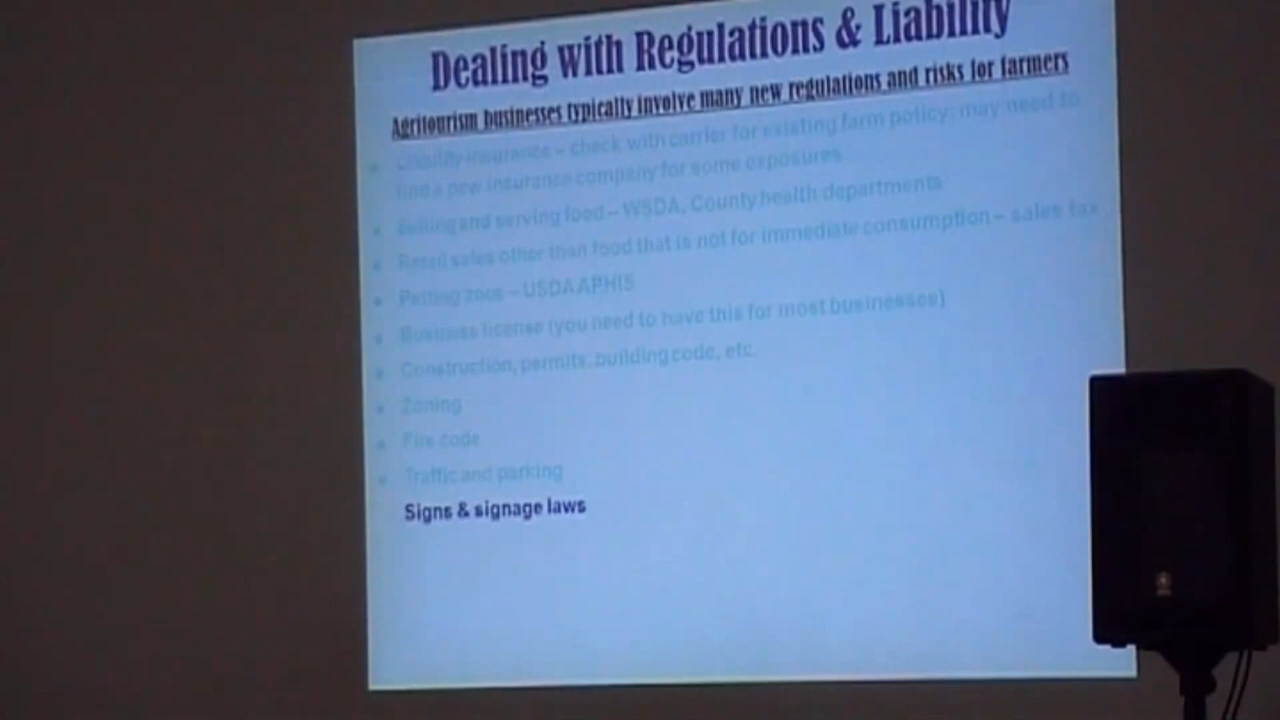 Dealing with Regulations & Liability
Agritourism businesses typically involve many new regulations and risks for farmers
Liability insurance – check with carrier for existing farm policy; may need to
find a new insurance company for some exposures
Selling and serving food – WSDA, County health departments
Retail sales other than food that is not for immediate consumption – sales tax
Petting zoos – USDA APHIS
Business license (you need to have this for most businesses)
Construction, permits, building code, etc.
Zoning
Fire code
Traffic and parking
Signs & signage laws